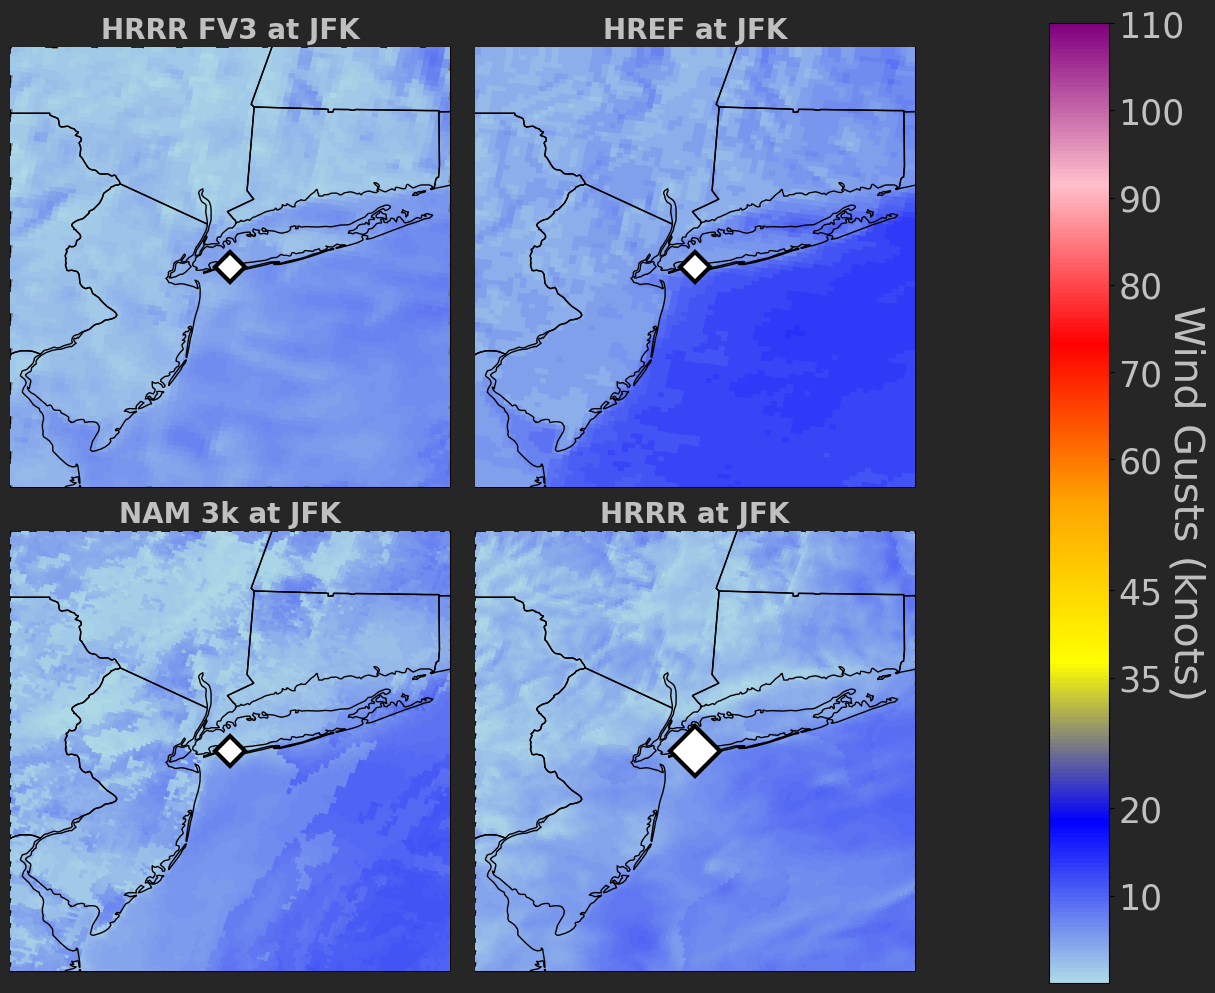 HRRR FV3 at JFK
HREF at JFK
NAM 3k at JFK
HRRR at JFK
110
100
90
80
70
60
45
35
20
10
Wind Gusts (knots)